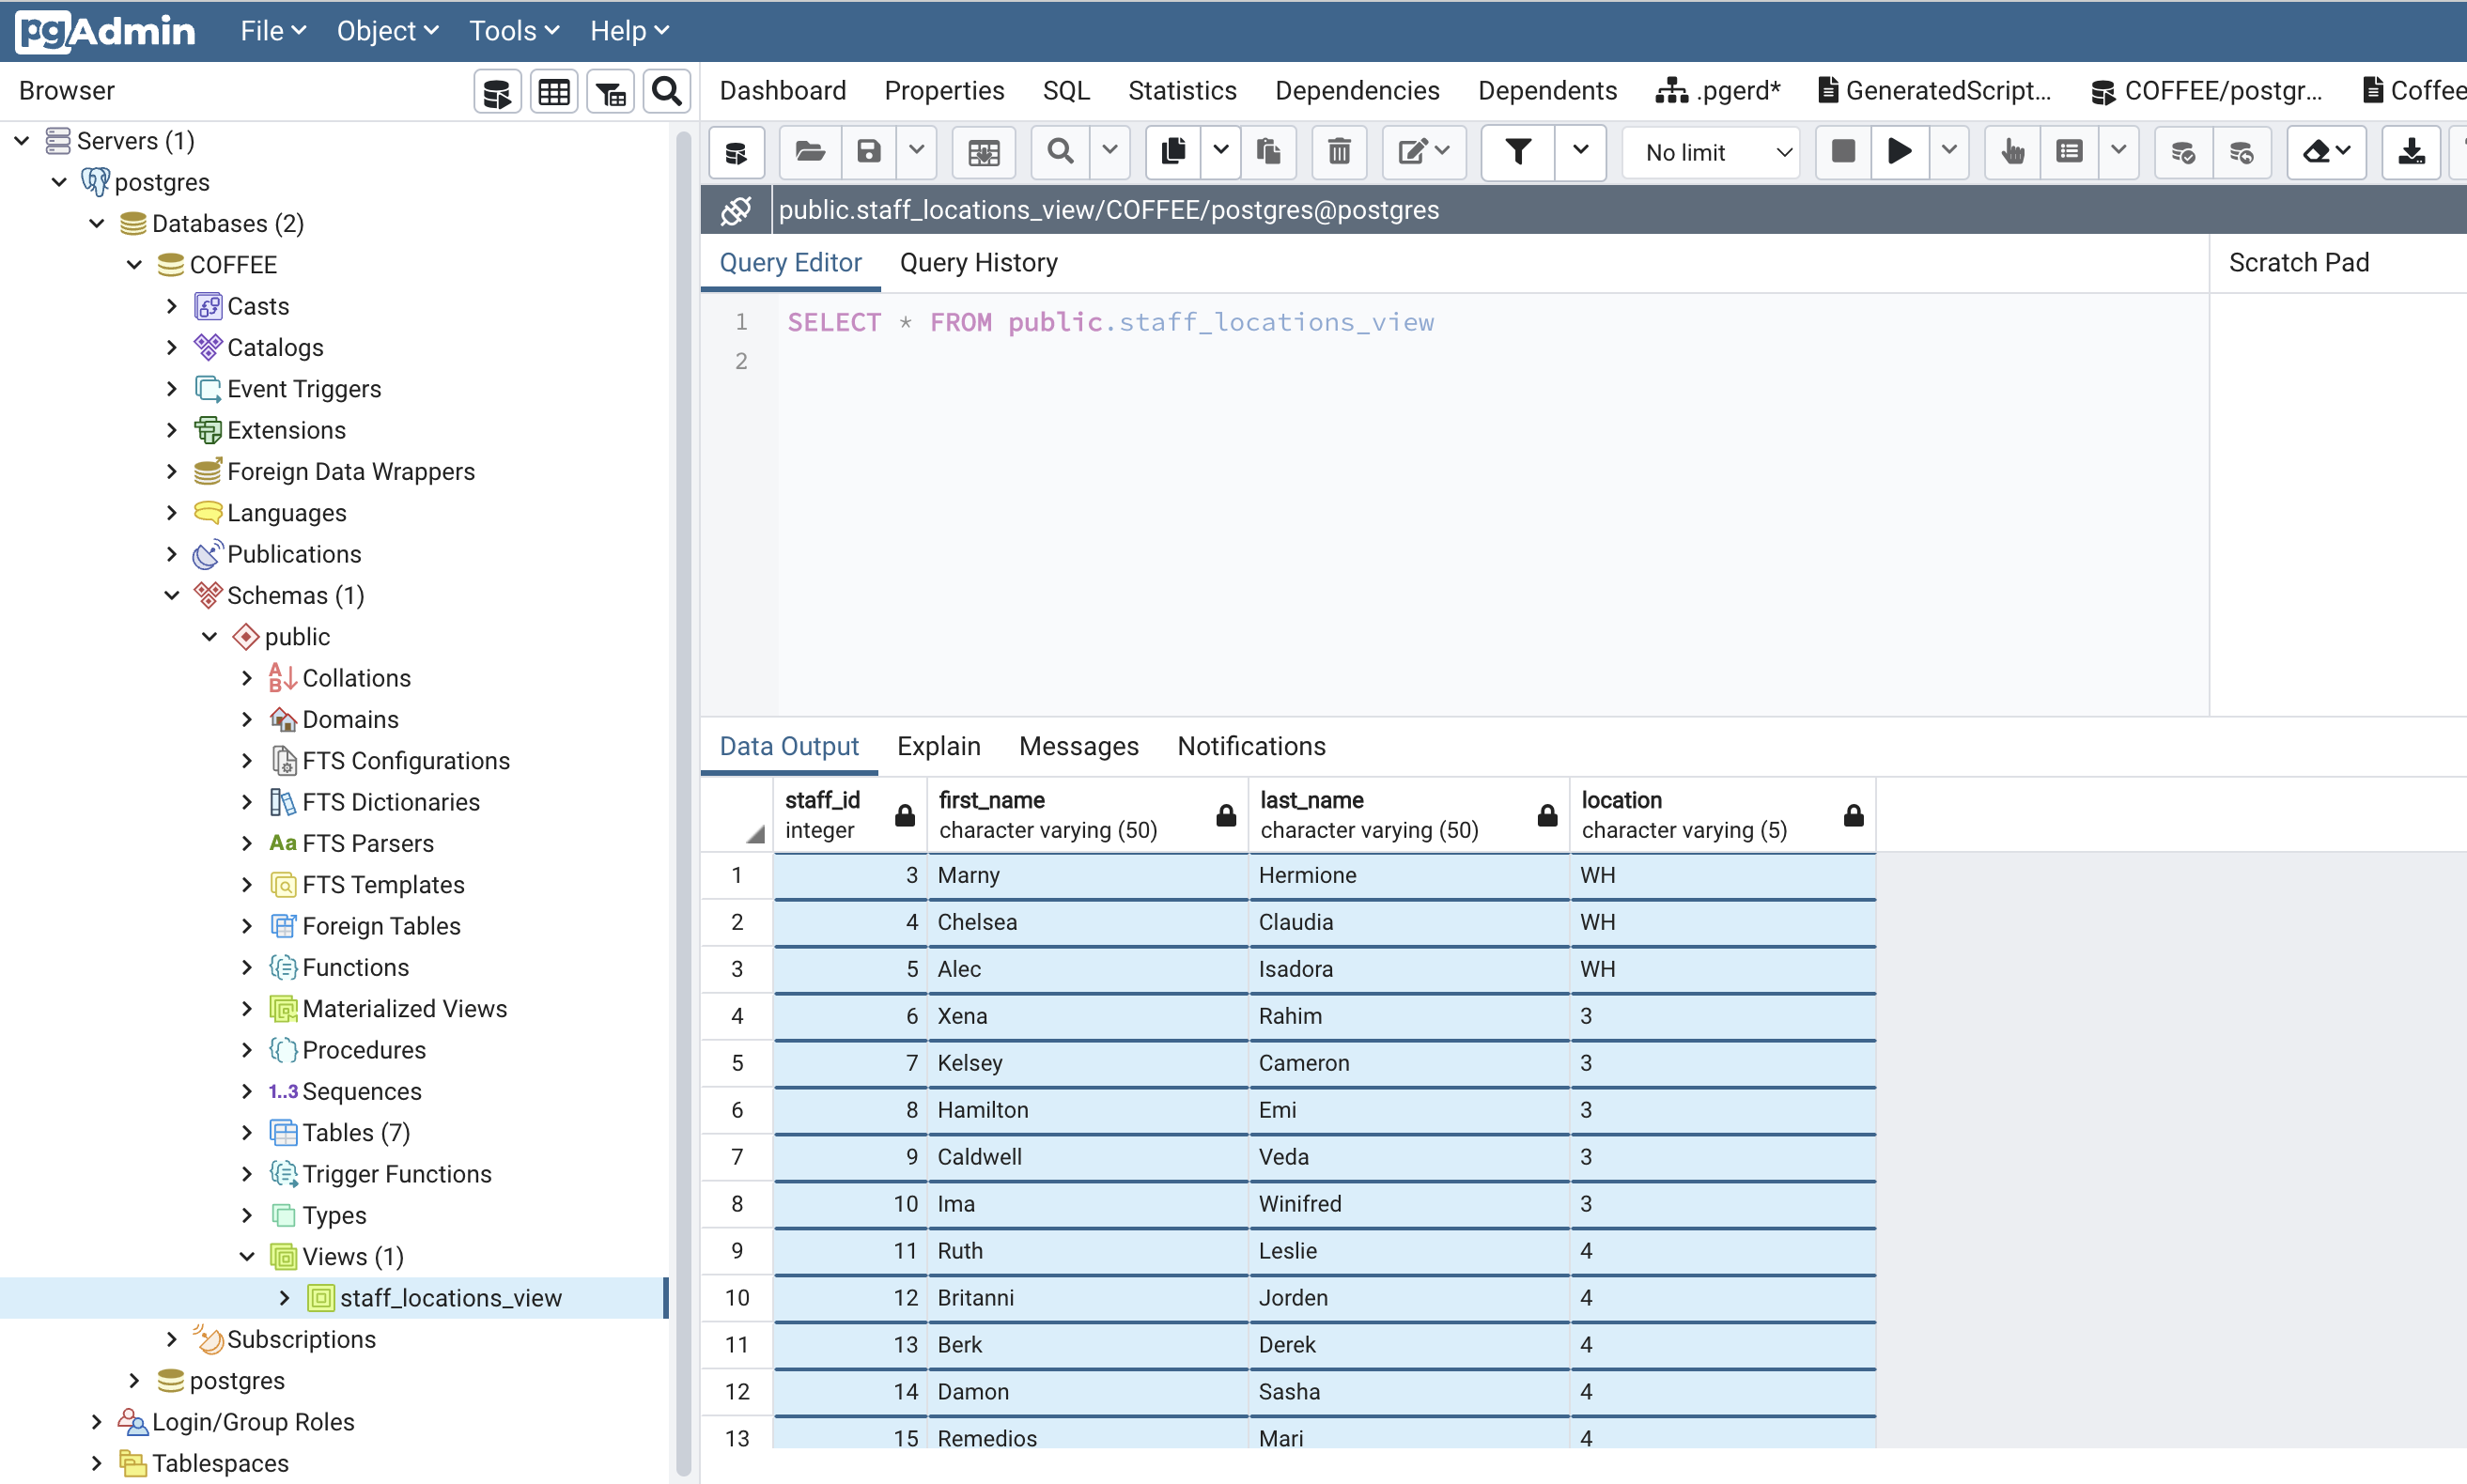 pgAdmin File Object Tools Help
Browser
Servers (1)
postgres
Databases (2)
COFFEE
Casts
Catalogs
Event Triggers
Extensions
Foreign Data Wrappers
Languages
Publications
Schemas (1)
public
Collations
Domains
FTS Configurations
FTS Dictionaries
Aa FTS Parsers
FTS Templates
Foreign Tables
Functions
Materialized Views
Procedures
1..3 Sequences
Tables (7)
Trigger Functions
Types
Views (1)
staff_locations_view
Subscriptions
postgres
Login/Group Roles
Tablespaces
Dashboard Properties SQL Statistics Dependencies Dependents .pgerd* GeneratedScript... COFFEE/postgr... Coffee
No limit
public.staff_locations_view/COFFEE/postgres@postgres
Query Editor Query History Scratch Pad
1 SELECT * FROM public.staff_locations_view
2
Data Output Explain Messages Notifications
staff_id first_name last_name location
integer character varying (50) character varying (50) character varying (5)
1 3 Marny Hermione WH
2 4 Chelsea Claudia WH
3 5 Alec Isadora WH
4 6 Xena Rahim 3
5 7 Kelsey Cameron 3
6 8 Hamilton Emi 3
7 9 Caldwell Veda 3
8 10 Ima Winifred 3
9 11 Ruth Leslie 4
10 12 Britanni Jorden 4
11 13 Berk Derek 4
12 14 Damon Sasha 4
13 15 Remedios Mari 4